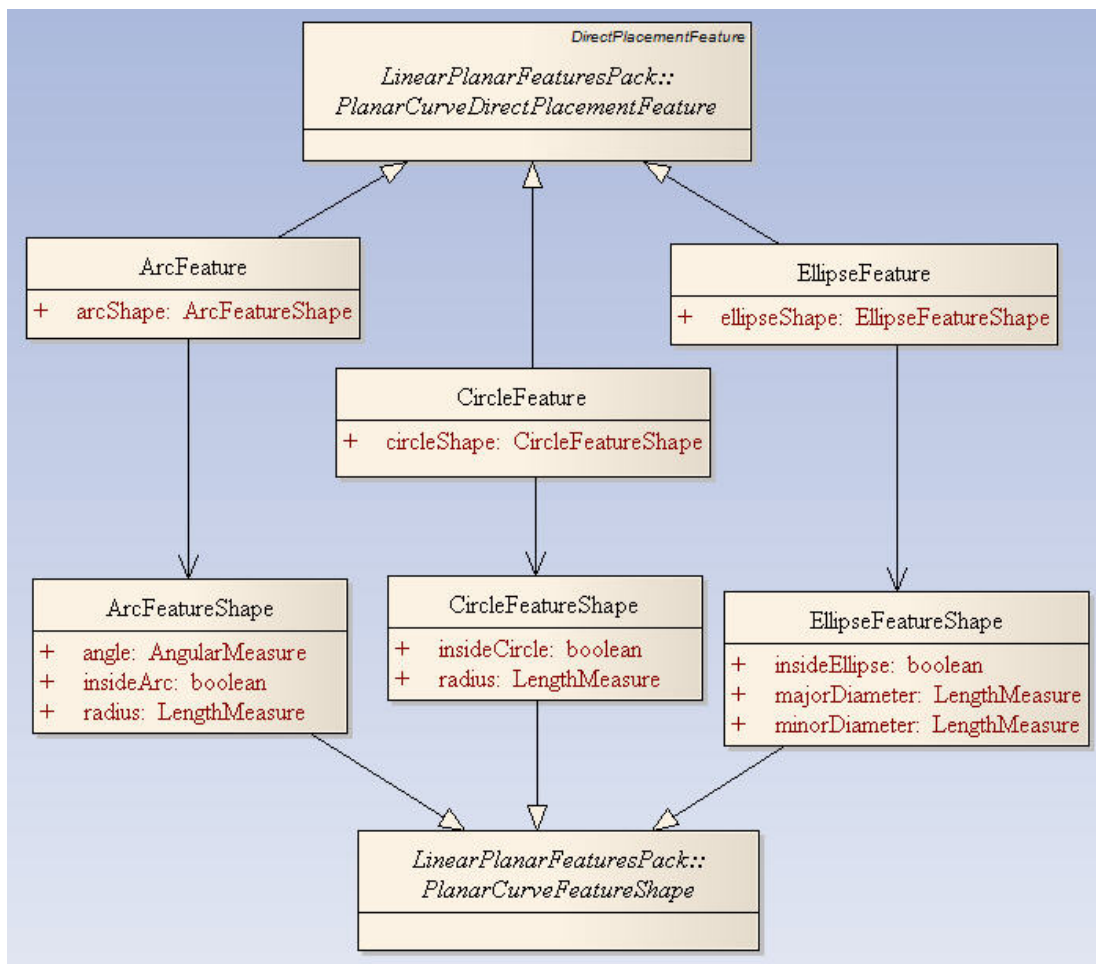 DirectPlacementFeature
LinearPlanarFeaturesPack::
PlanarCurveDirectPlacementFeature
ArcFeature
+ arcShape: ArcFeatureShape
EllipseFeature
+ ellipseShape: EllipseFeatureShape
CircleFeature
+ circleShape: CircleFeatureShape
ArcFeatureShape
+ angle: AngularMeasure
+ insideArc: boolean
+ radius: LengthMeasure
CircleFeatureShape
+ insideCircle: boolean
+ radius: LengthMeasure
EllipseFeatureShape
+ insideEllipse: boolean
+ majorDiameter: LengthMeasure
+ minorDiameter: LengthMeasure
LinearPlanarFeaturesPack::
PlanarCurveFeatureShape